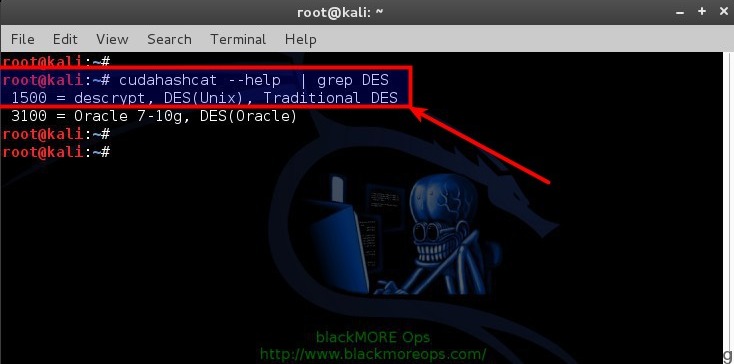 root@kali: ~
File Edit View Search Terminal Help
root@kali:~#
root@kali:~# cudahashcat --help | grep DES
1500 = descrypt, DES(Unix), Traditional DES
3100 = Oracle 7-10g, DES(Oracle)
root@kali:~#
root@kali:~#
blackMORE Ops
http://www.blackmoreops.com/
g